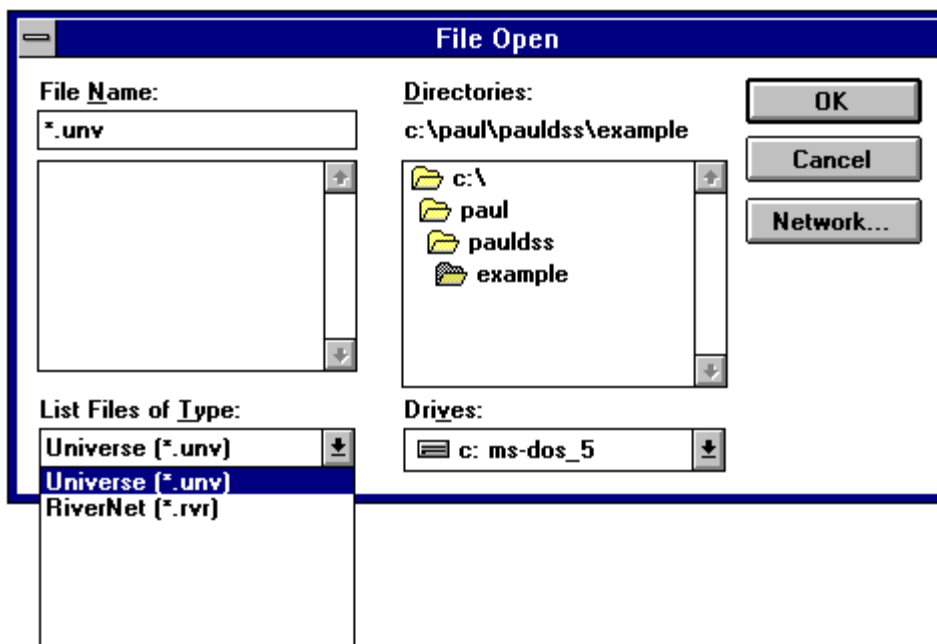 File Open
File Name:
*.unv
List Files of Type:
Universe (*.unv)
Universe (*.unv)
RiverNet (*.rvr)
Directories:
c:\paul\pauldss\example
c:\
paul
pauldss
example
Drives:
c: ms-dos_5
OK
Cancel
Network...